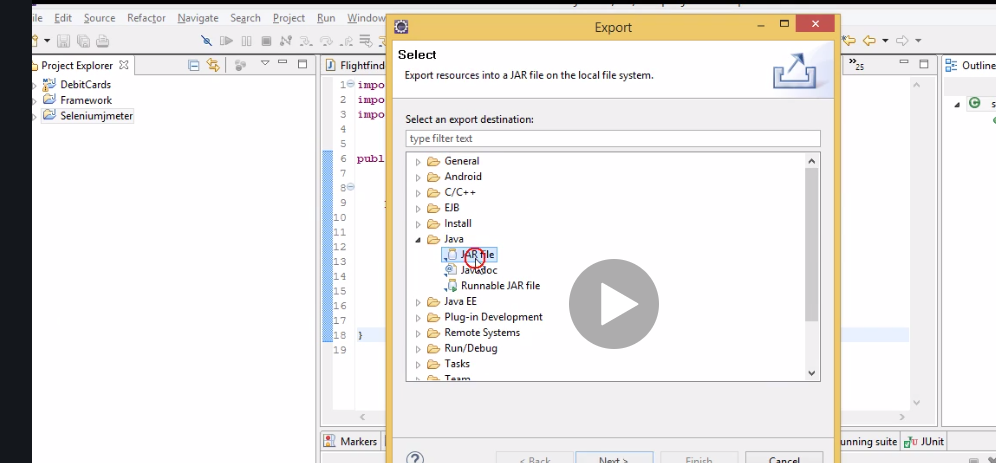 ile Edit Source Refactor Navigate Search Project Run Window
Export
Project Explorer
Flightfind
25
Outline
DebitCards
Framework
Seleniumjmeter
1 impo
2 impo
3 impo
4
5
6 publ
7
8
9
10
11
12
13
14
15
16
17
18 }
19
Select
Export resources into a JAR file on the local file system.
Select an export destination:
type filter text
General
Android
C/C++
EJB
Install
Java
JAR file
Javadoc
Runnable JAR file
Java EE
Plug-in Development
Remote Systems
Run/Debug
Tasks
Team
Markers
unning suite
JUnit
< Back
Next >
Finish
Cancel